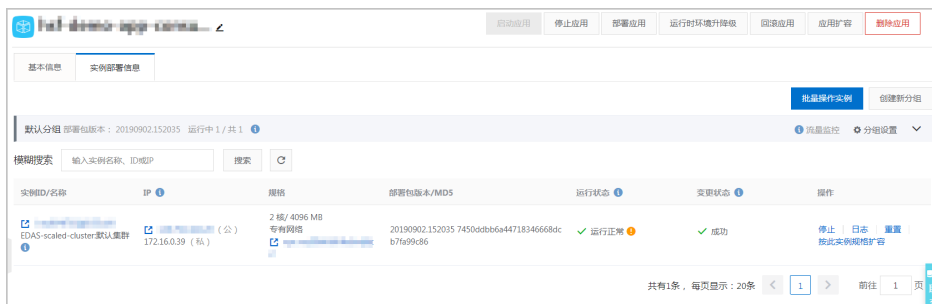 启动应用 停止应用 部署应用 运行时环境升降级 回滚应用 应用扩容 删除应用
基本信息 实例部署信息
批量操作实例 创建新分组
默认分组 部署包版本： 20190902.152035 运行中 1 / 共 1 流量监控 分组设置
模糊搜索 输入实例名称、ID或IP 搜索
实例ID/名称 IP 规格 部署包版本/MD5 运行状态 变更状态 操作
2 核/ 4096 MB
（公） 专有网络 20190902.152035 7450ddbb6a44718346668dc 运行正常 成功 停止 日志 重置
EDAS-scaled-cluster:默认集群 172.16.0.39 （私） b7fa99c86 按此实例规格扩容
共有1条，每页显示：20条 1 前往 1 页